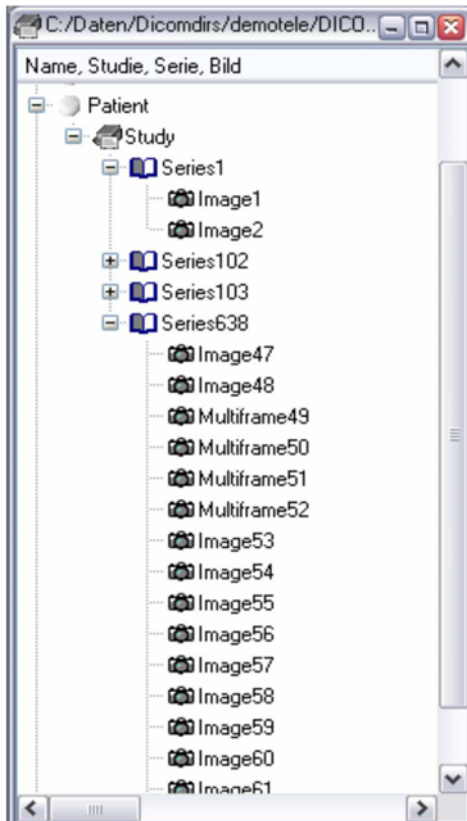 C:/Daten/Dicomdirs/demotele/DICO...
Name, Studie, Serie, Bild
Patient
Study
Series1
Image1
Image2
Series102
Series103
Series638
Image47
Image48
Multiframe49
Multiframe50
Multiframe51
Multiframe52
Image53
Image54
Image55
Image56
Image57
Image58
Image59
Image60
Image61